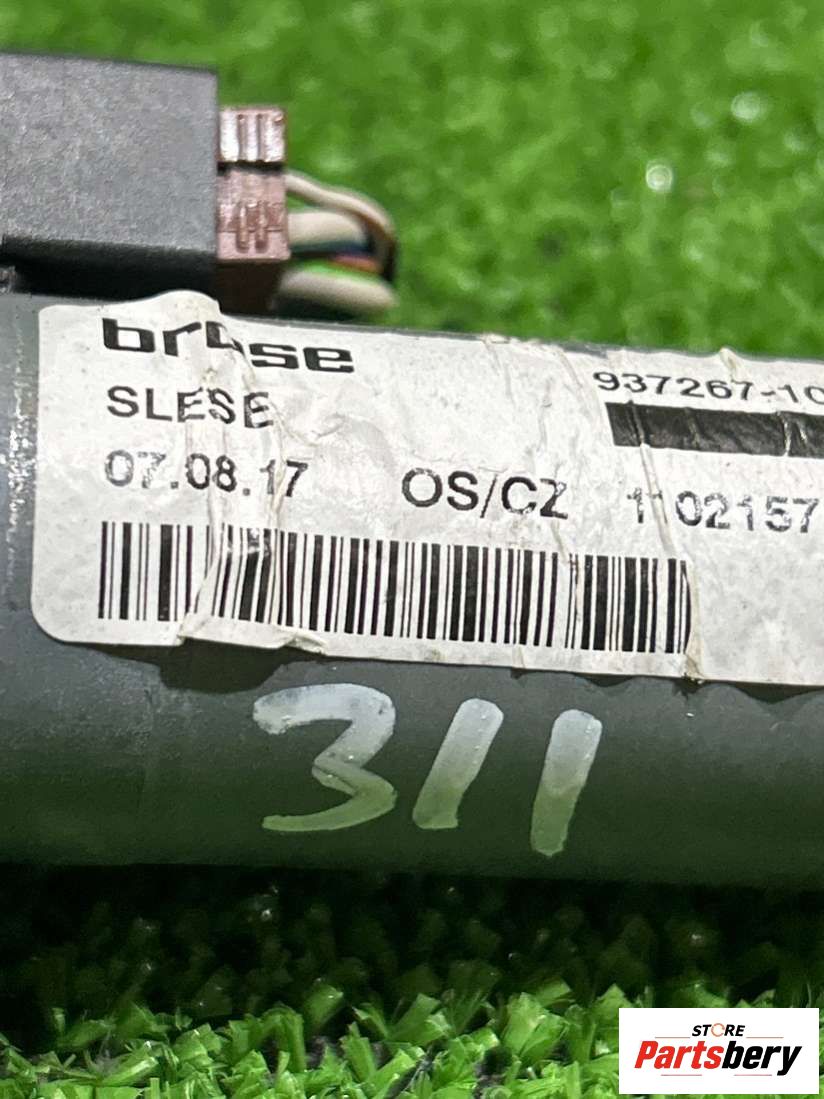 brose
937267-10
SLESE
07.08.17 OS/CZ 1102157
311
STORE
Partsbery